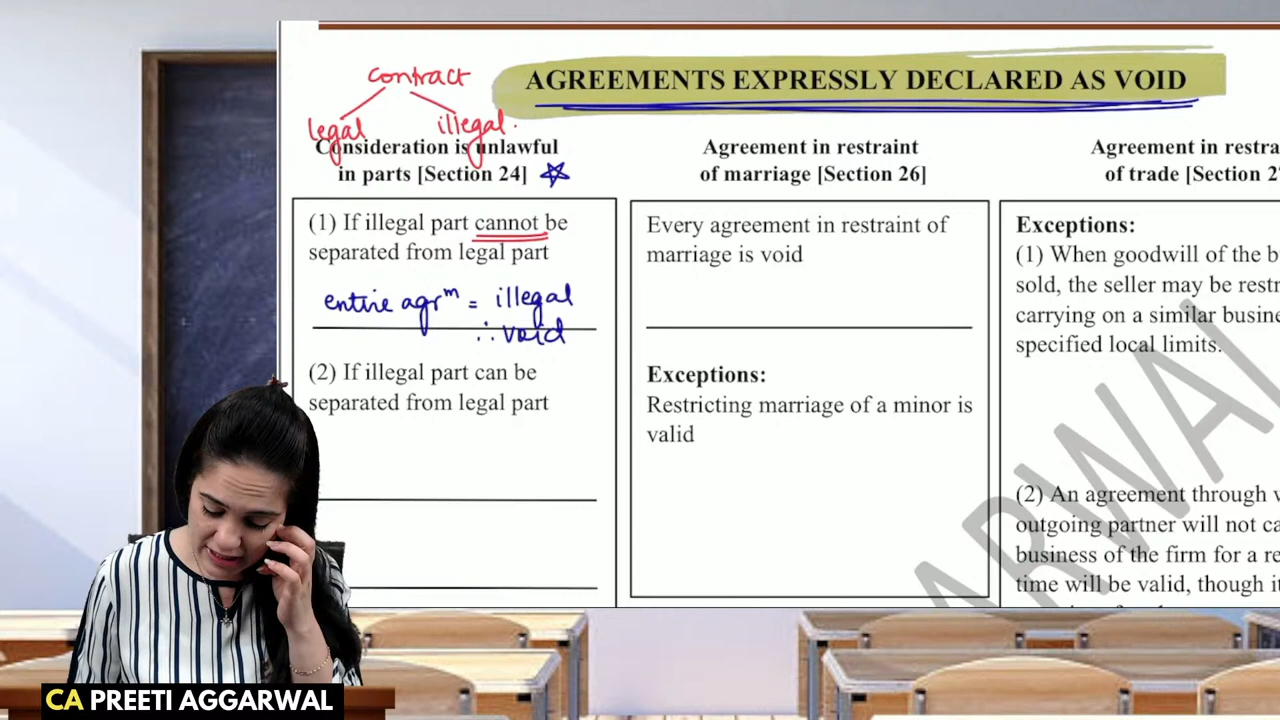 AGREEMENTS EXPRESSLY DECLARED AS VOID
contract
legal illegal.
Consideration is unlawful
in parts [Section 24]
(1) If illegal part cannot be
separated from legal part
entire agrm = illegal
∴ void
(2) If illegal part can be
separated from legal part
Agreement in restraint
of marriage [Section 26]
Every agreement in restraint of
marriage is void
Exceptions:
Restricting marriage of a minor is
valid
Agreement in restra
of trade [Section 2
Exceptions:
(1) When goodwill of the b
sold, the seller may be restr
carrying on a similar busine
specified local limits.
(2) An agreement through
outgoing partner will not ca
business of the firm for a re
time will be valid, though it
ARWAL
CA PREETI AGGARWAL